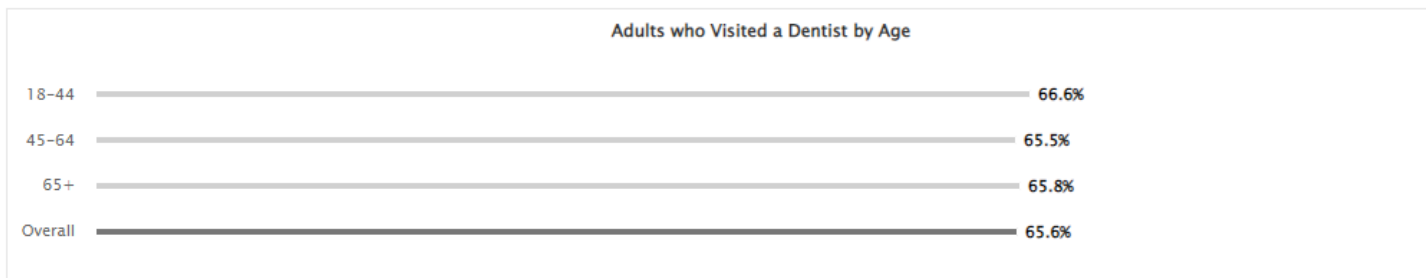 Adults who Visited a Dentist by Age
18-44 66.6%
45-64 65.5%
65+ 65.8%
Overall 65.6%